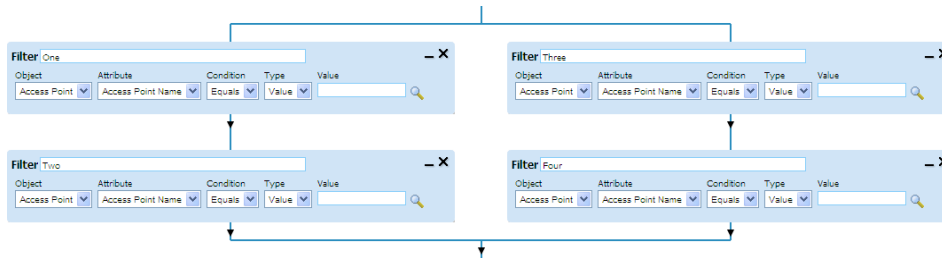 Filter One
Object Attribute Condition Type Value
Access Point Access Point Name Equals Value
Filter Two
Object Attribute Condition Type Value
Access Point Access Point Name Equals Value
Filter Three
Object Attribute Condition Type Value
Access Point Access Point Name Equals Value
Filter Four
Object Attribute Condition Type Value
Access Point Access Point Name Equals Value